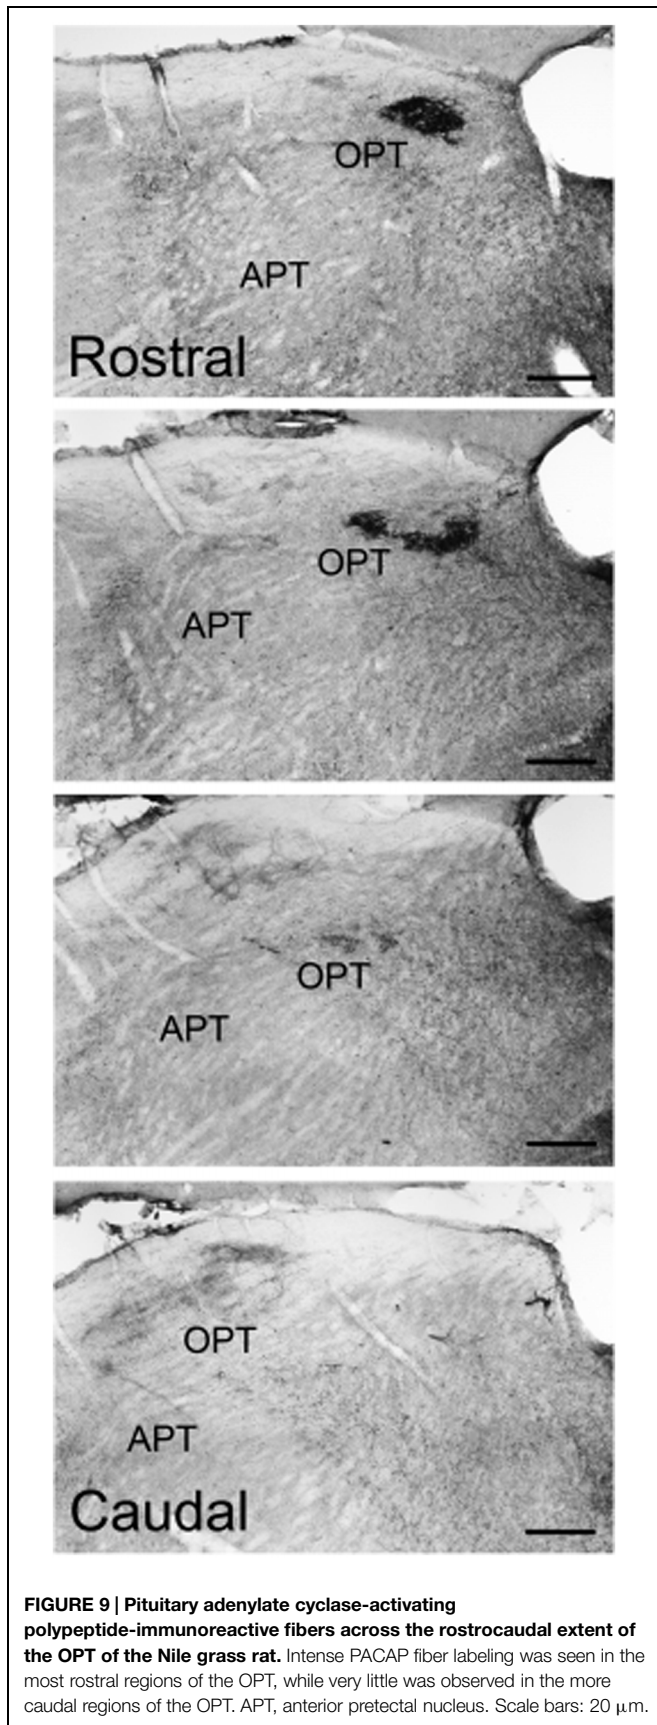 OPT
APT
Rostral
OPT
APT
OPT
APT
OPT
APT
Caudal
FIGURE 9 | Pituitary adenylate cyclase-activating
polypeptide-immunoreactive fibers across the rostrocaudal extent of
the OPT of the Nile grass rat. Intense PACAP fiber labeling was seen in the
most rostral regions of the OPT, while very little was observed in the more
caudal regions of the OPT. APT, anterior pretectal nucleus. Scale bars: 20 μm.